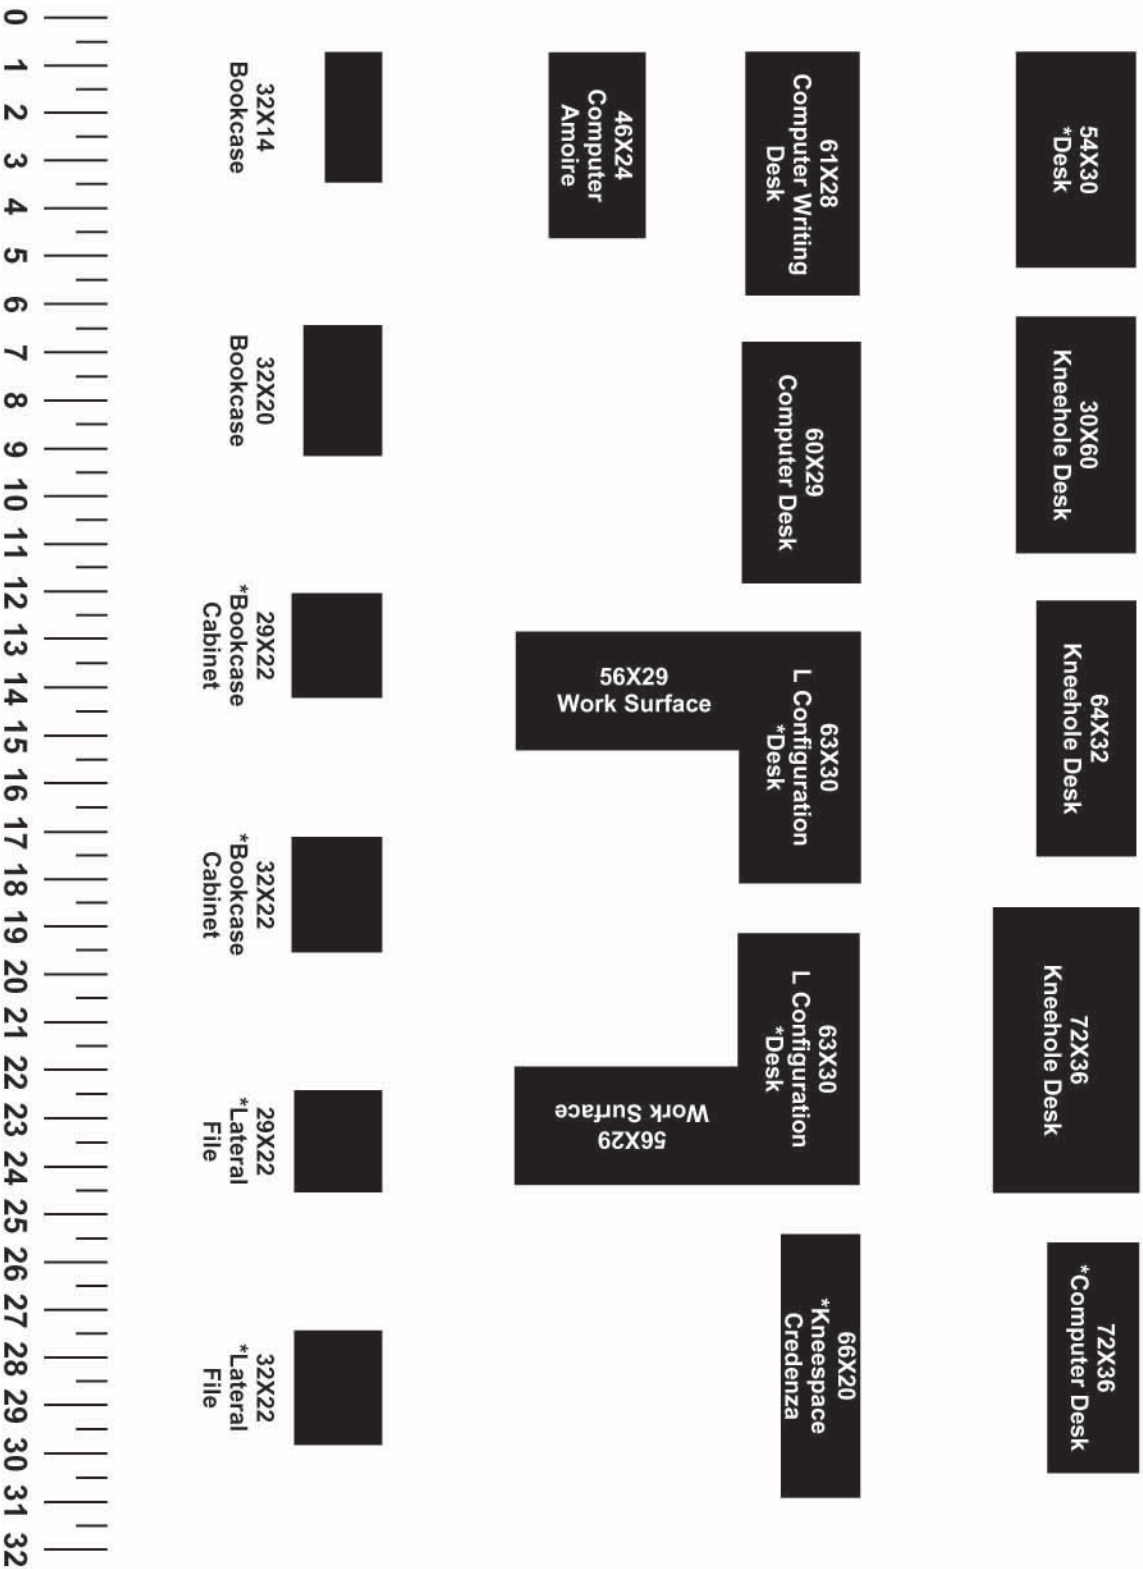 54X30
*Desk
30X60
Kneehole Desk
64X32
Kneehole Desk
72X36
Kneehole Desk
72X36
*Computer Desk
61X28
Computer Writing
Desk
60X29
Computer Desk
63X30
L Configuration
*Desk
56X29
Work Surface
63X30
L Configuration
*Desk
56X29
Work Surface
66X20
*Kneespace
Credenza
46X24
Computer
Amoire
32X14
Bookcase
32X20
Bookcase
29X22
*Bookcase
Cabinet
32X22
*Bookcase
Cabinet
29X22
*Lateral
File
32X22
*Lateral
File
0 1 2 3 4 5 6 7 8 9 10 11 12 13 14 15 16 17 18 19 20 21 22 23 24 25 26 27 28 29 30 31 32